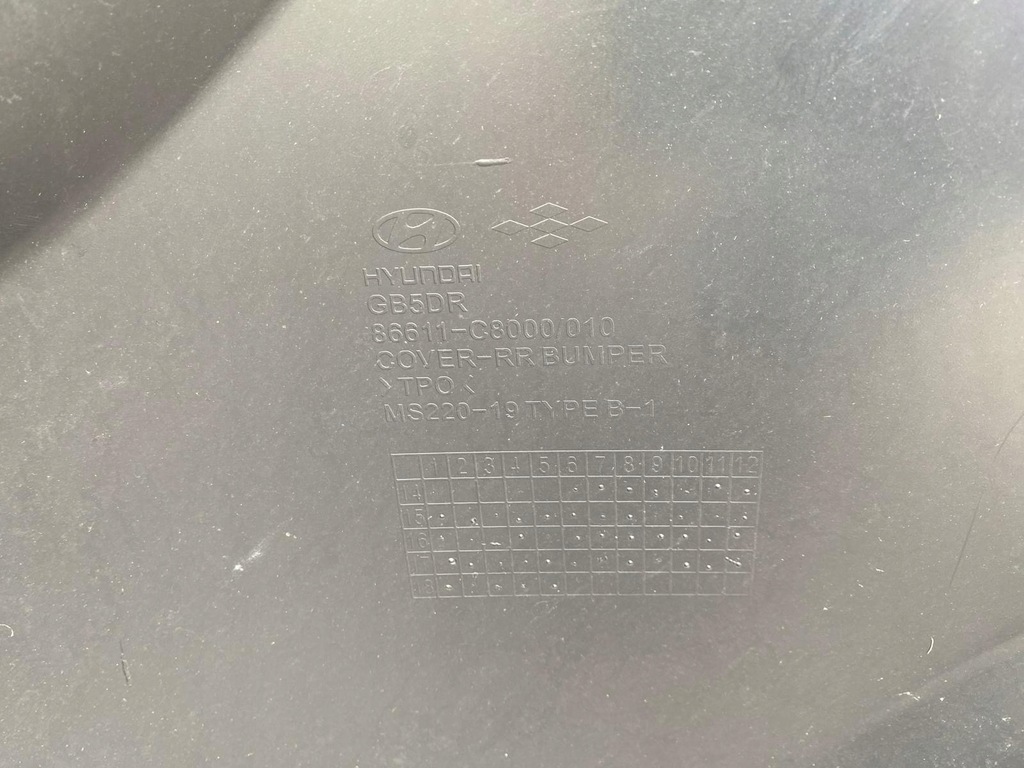 HYUNDAI
GB5DR
86611-C8000/010
COVER-RR BUMPER
>TPO<
MS220-19 TYPE B-1
1 2 3 4 5 6 7 8 9 10 11 12
14
15
16
17
18